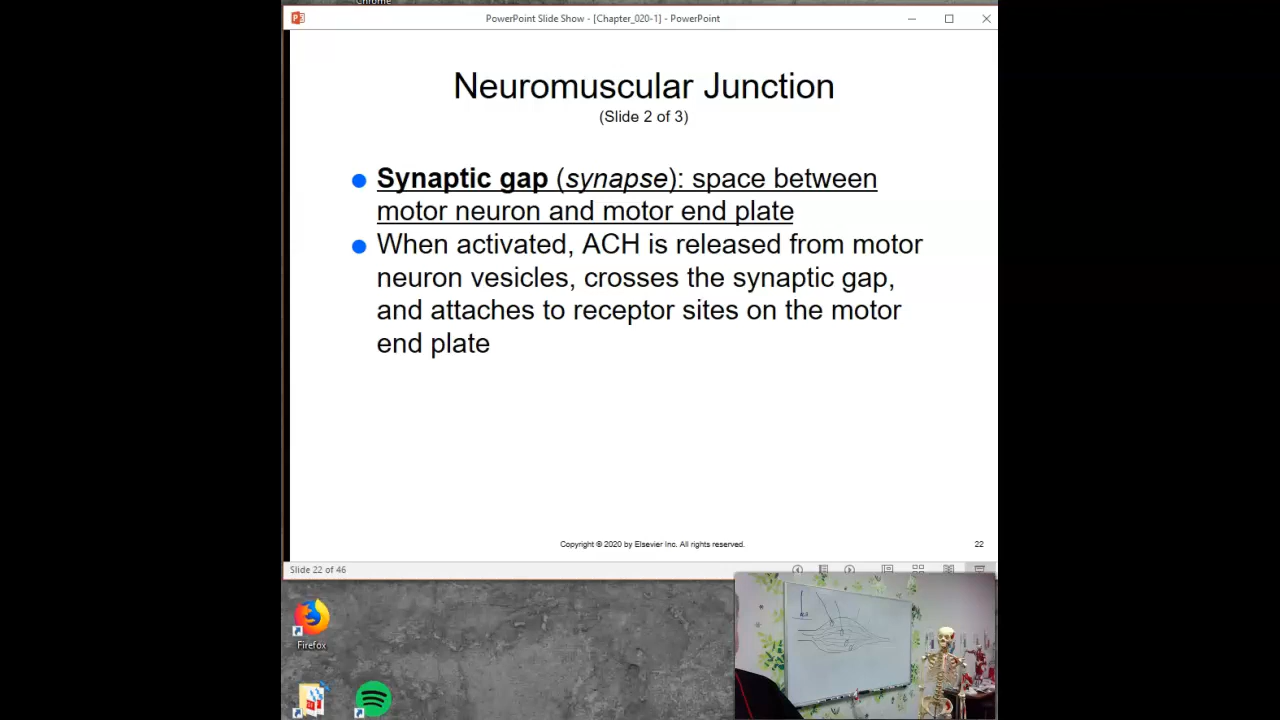 Chrome
PowerPoint Slide Show - [Chapter_020-1] - PowerPoint
Neuromuscular Junction
(Slide 2 of 3)
Synaptic gap (synapse): space between
motor neuron and motor end plate
When activated, ACH is released from motor
neuron vesicles, crosses the synaptic gap,
and attaches to receptor sites on the motor
end plate
Copyright © 2020 by Elsevier Inc. All rights reserved.
22
Slide 22 of 46
Firefox